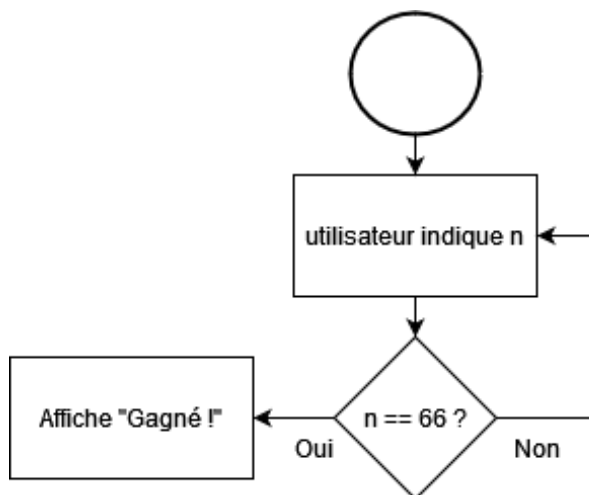 utilisateur indique n
Affiche "Gagné !"
n == 66 ?
Oui
Non